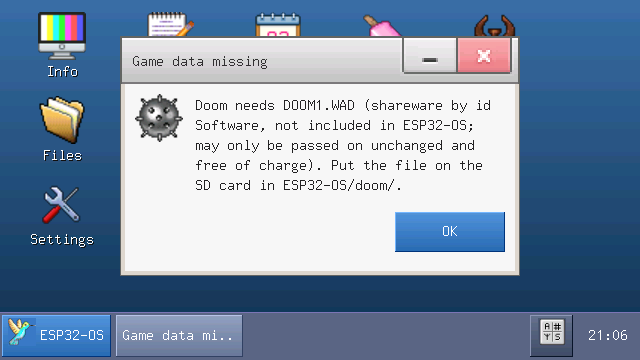 Info
Files
Settings
Game data missing
Doom needs DOOM1.WAD (shareware by id
Software, not included in ESP32-OS;
may only be passed on unchanged and
free of charge). Put the file on the
SD card in ESP32-OS/doom/.
OK
ESP32-OS
Game data mi..
A#
TS
21:06